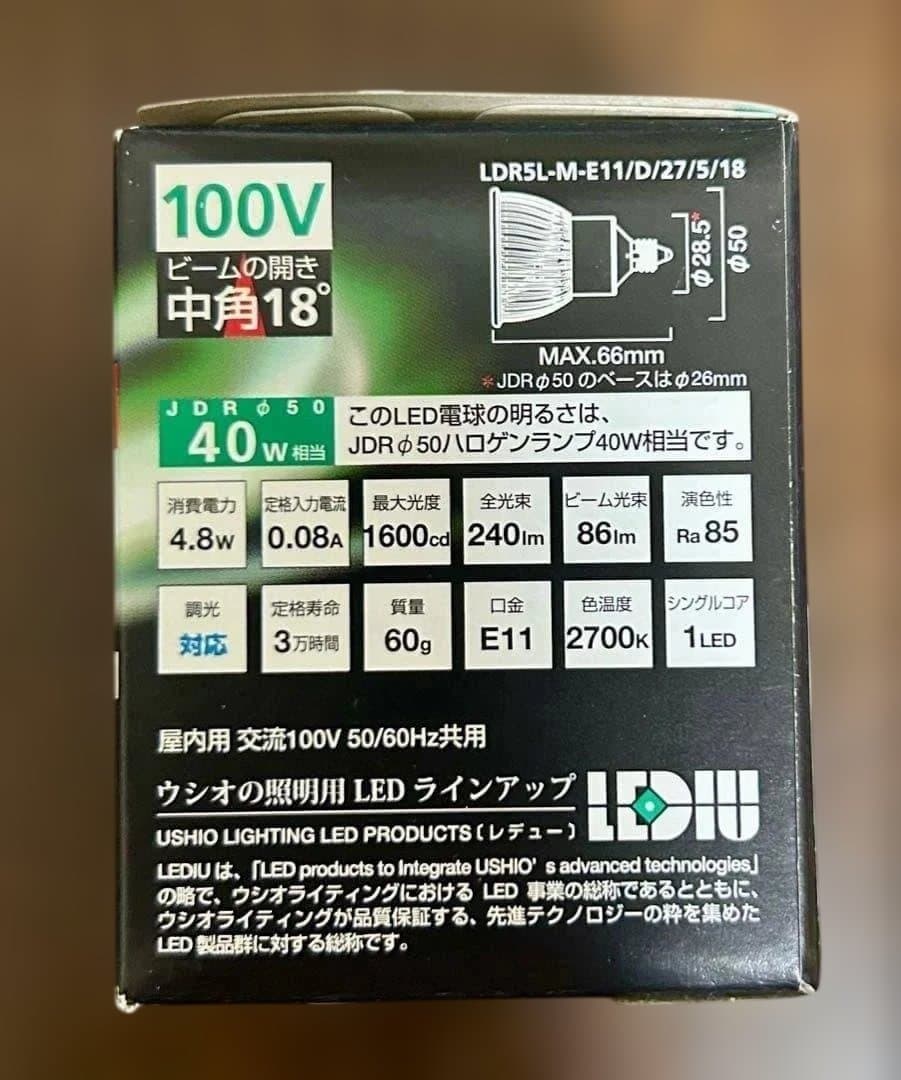 100V
ビームの開き
中角18°
LDR5L-M-E11/D/27/5/18
φ28.5*
φ50
MAX.66mm
*JDRφ50 のベースはφ26mm
JDRφ50
40W相当
このLED電球の明るさは、
JDRφ50ハロゲンランプ40W相当です。
消費電力
4.8W
定格入力電流
0.08A
最大光度
1600cd
全光束
240lm
ビーム光束
86lm
演色性
Ra85
調光
対応
定格寿命
3万時間
質量
60g
口金
E11
色温度
2700K
シングルコア
1LED
屋内用 交流100V 50/60Hz共用
ウシオの照明用 LED ラインアップ
LEDIU
USHIO LIGHTING LED PRODUCTS(レデュー)
LEDIU は、「LED products to Integrate USHIO' s advanced technologies」
の略で、ウシオライティングにおける LED 事業の総称であるとともに、
ウシオライティングが品質保証する、先進テクノロジーの粋を集めた
LED 製品群に対する総称です。